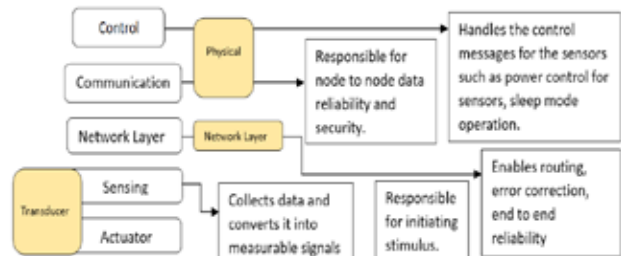 Control
Physical
Communication
Network Layer
Network Layer
Transducer
Sensing
Actuator
Responsible for
node to node data
reliability and
security.
Handles the control
messages for the sensors
such as power control for
sensors, sleep mode
operation.
Collects data and
converts it into
measurable signals
Responsible
for initiating
stimulus.
Enables routing,
error correction,
end to end
reliability